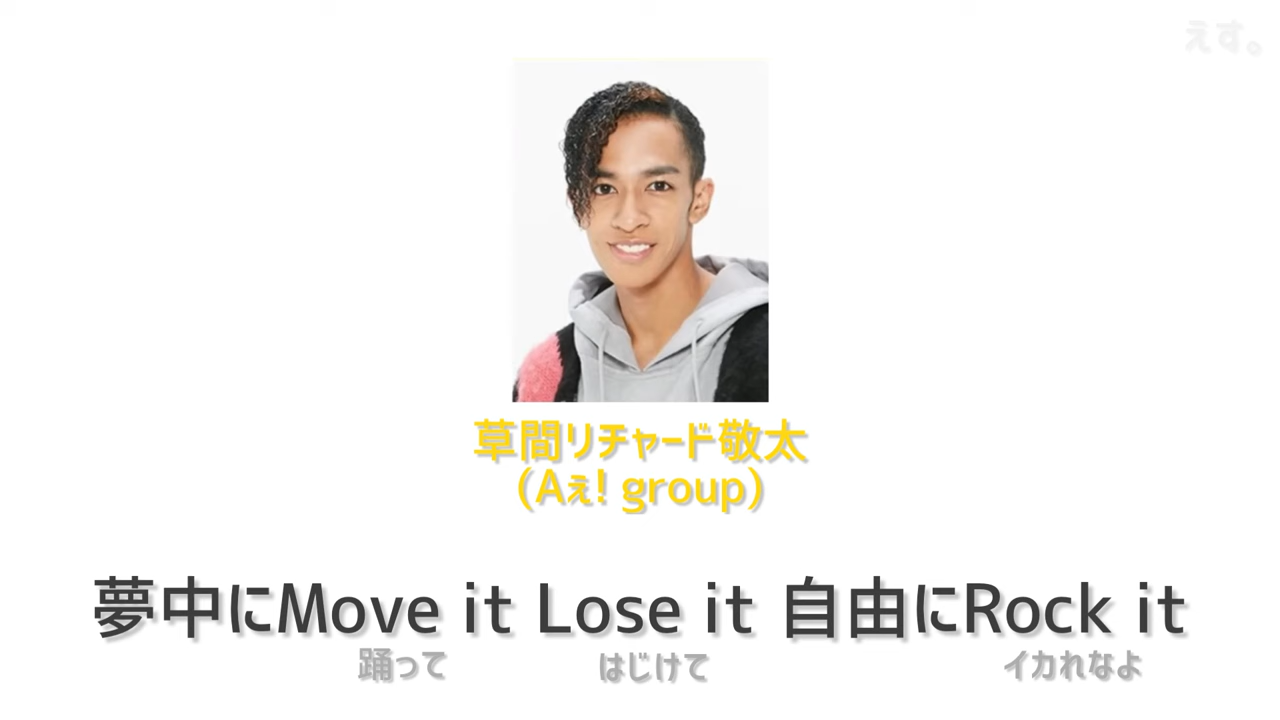 えす。
草間リチャード敬太
(Aぇ! group)
夢中にMove it Lose it 自由にRock it
踊って はじけて イカれなよ